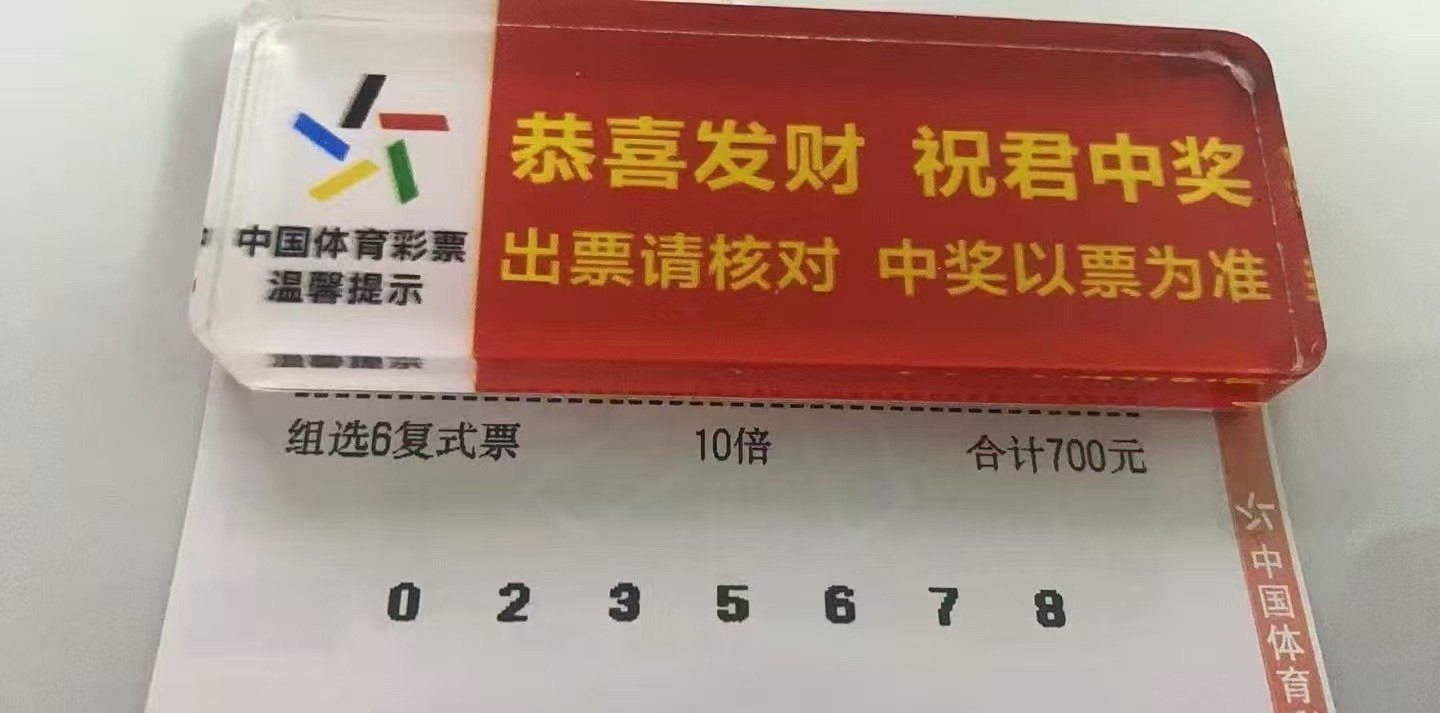 恭喜发财 祝君中奖
中国体育彩票
出票请核对 中奖以票为准
温馨提示
组选6复式票 10倍 合计700元
0 2 3 5 6 7 8
中国体育